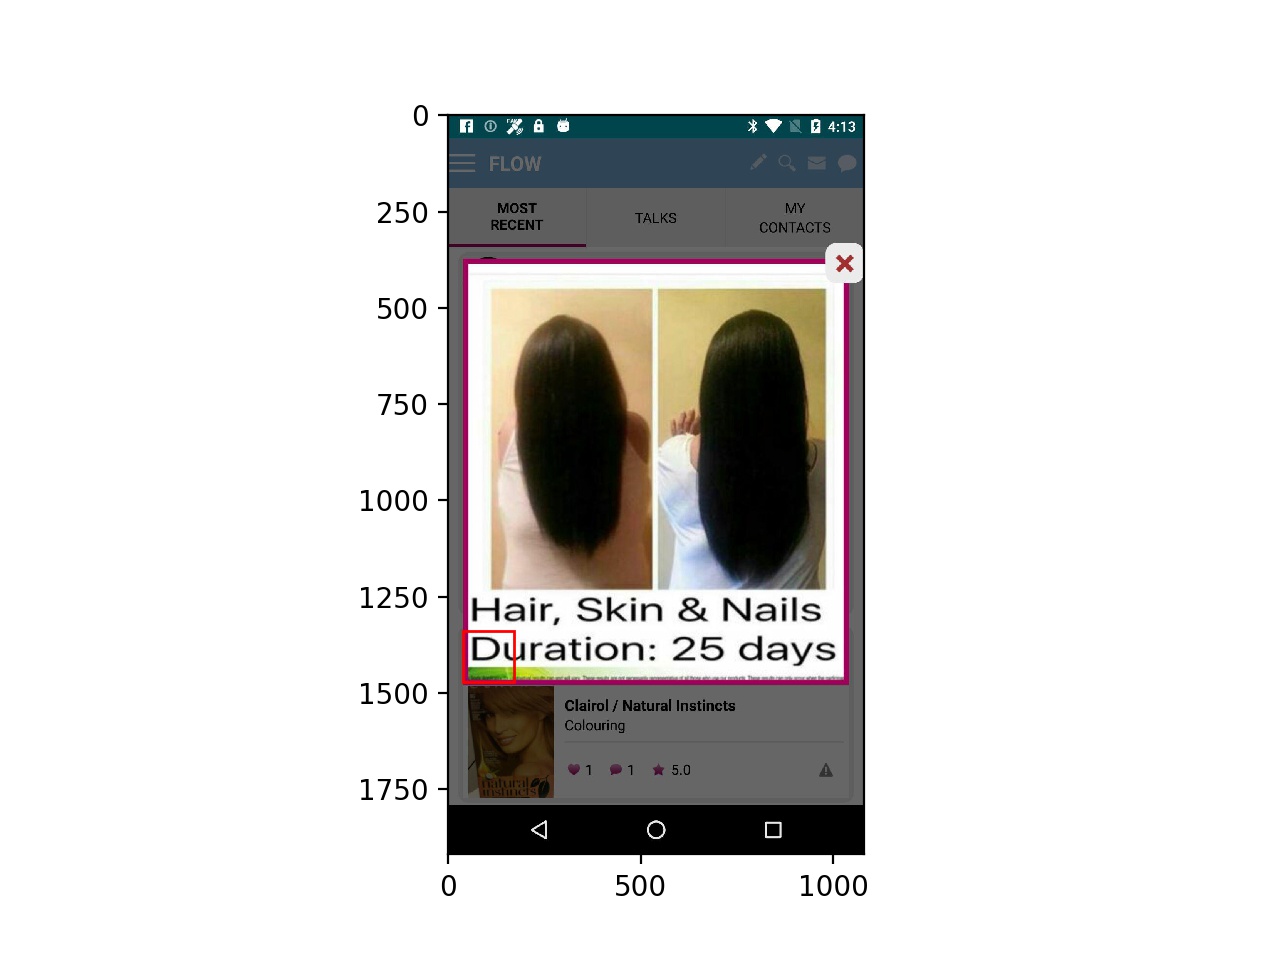 0
250
500
750
1000
1250
1500
1750
4:13
FLOW
MOST
RECENT
TALKS
MY
CONTACTS
Hair, Skin & Nails
Duration: 25 days
Clairol / Natural Instincts
Colouring
1
1
5.0
natural
instincts
0
500
1000